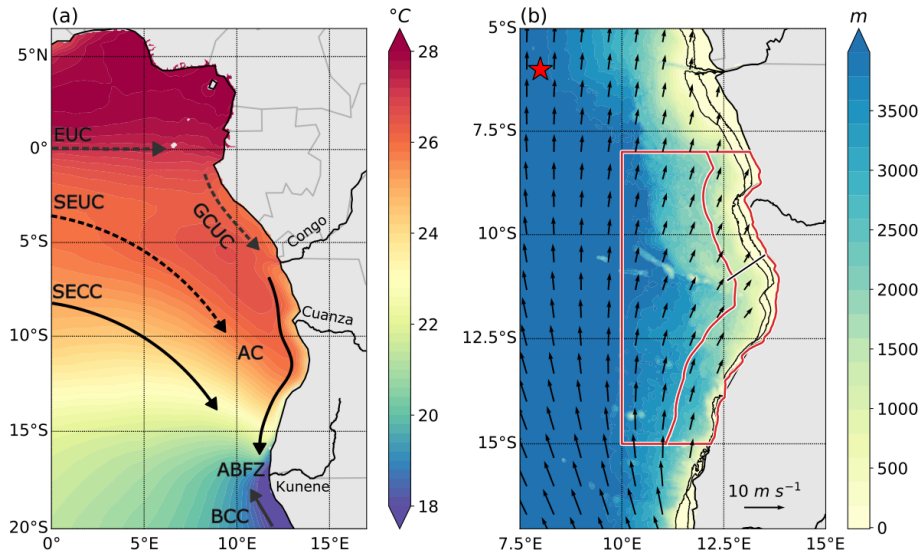 (a)
°C
5°N
0°
5°S
10°S
15°S
20°S
0°E
5°E
10°E
15°E
EUC
SEUC
SECC
GCUC
Congo
Cuanza
AC
ABFZ
Kunene
BCC
28
26
24
22
20
18
(b)
m
5°S
7.5°S
10°S
12.5°S
15°S
7.5°E
10°E
12.5°E
15°E
10 m s⁻¹
3500
3000
2500
2000
1500
1000
500
0